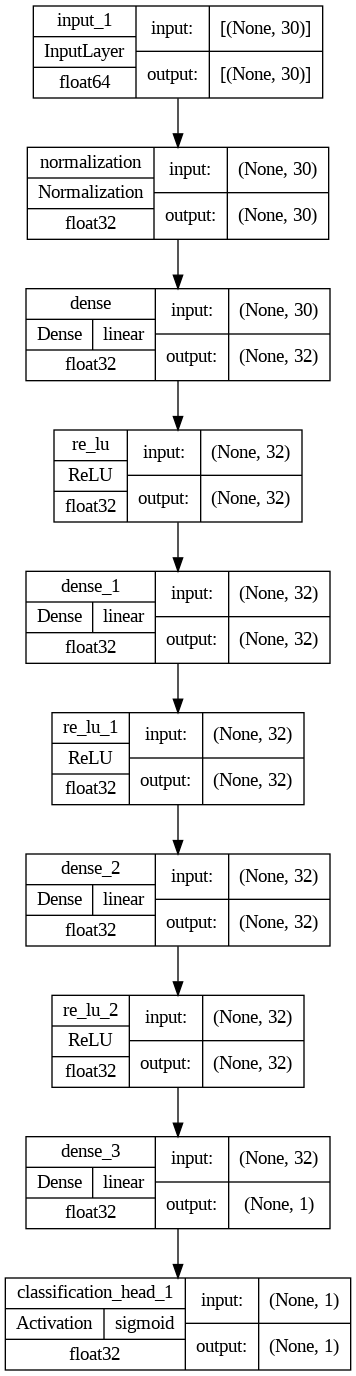 input_1
InputLayer
float64
input:
[(None, 30)]
output:
[(None, 30)]
normalization
Normalization
float32
input:
(None, 30)
output:
(None, 30)
dense
Dense
linear
float32
input:
(None, 30)
output:
(None, 32)
re_lu
ReLU
float32
input:
(None, 32)
output:
(None, 32)
dense_1
Dense
linear
float32
input:
(None, 32)
output:
(None, 32)
re_lu_1
ReLU
float32
input:
(None, 32)
output:
(None, 32)
dense_2
Dense
linear
float32
input:
(None, 32)
output:
(None, 32)
re_lu_2
ReLU
float32
input:
(None, 32)
output:
(None, 32)
dense_3
Dense
linear
float32
input:
(None, 32)
output:
(None, 1)
classification_head_1
Activation
sigmoid
float32
input:
(None, 1)
output:
(None, 1)